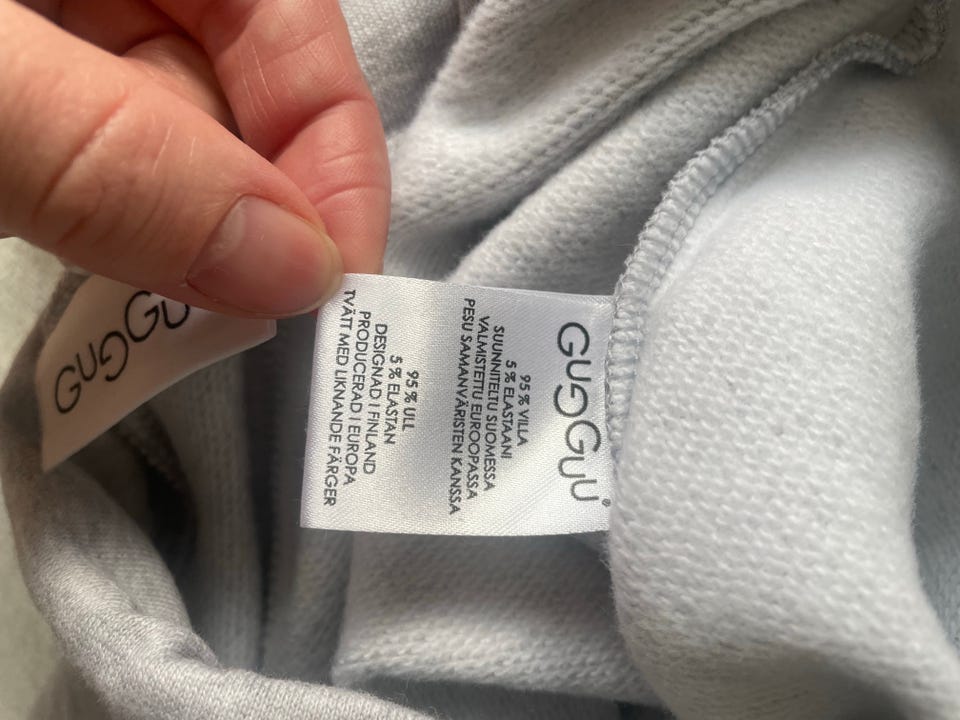 GUGGUU®
95 % VILLA
5 % ELASTAANI
SUUNNITELTU SUOMESSA
VALMISTETTU EUROOPASSA
PESU SAMANVÄRISTEN KANSSA
95 % ULL
5 % ELASTAN
DESIGNAD I FINLAND
PRODUCERAD I EUROPA
TVÄTT MED LIKNANDE FÄRGER
GUGGU